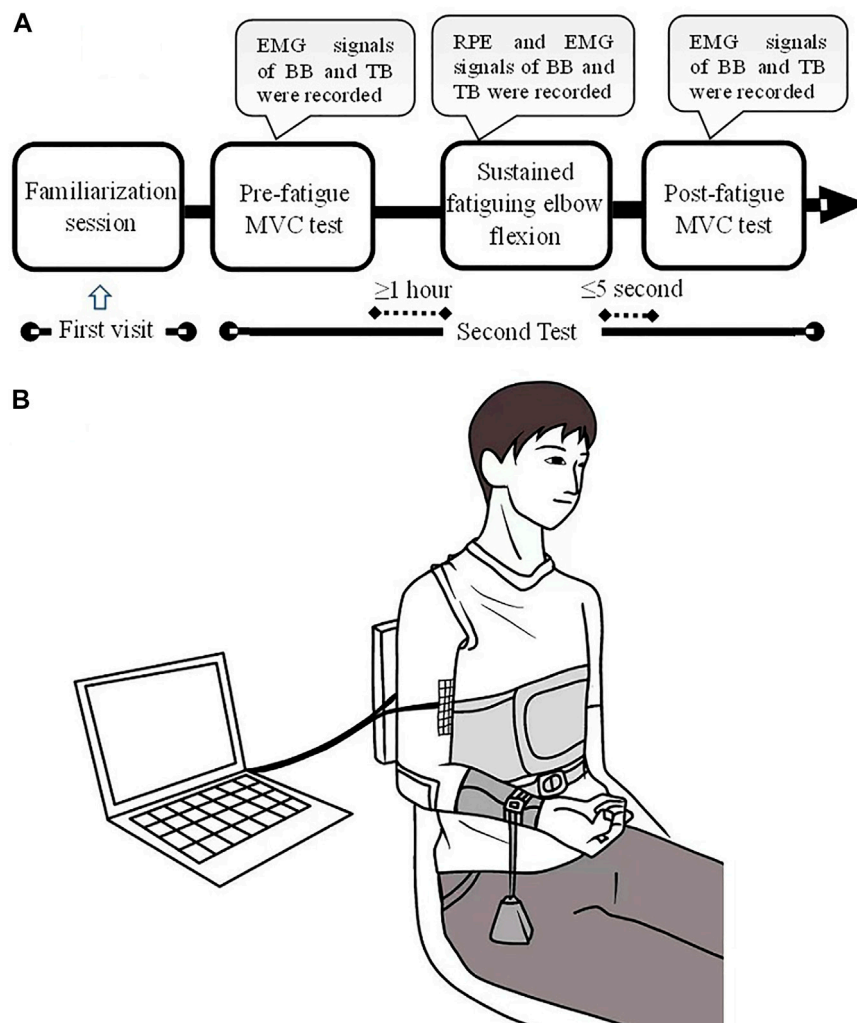 A
EMG signals
of BB and TB
were recorded
RPE and EMG
signals of BB and
TB were recorded
EMG signals
of BB and TB
were recorded
Familiarization
session
Pre-fatigue
MVC test
Sustained
fatiguing elbow
flexion
Post-fatigue
MVC test
≥1 hour
≤5 second
First visit
Second Test
B